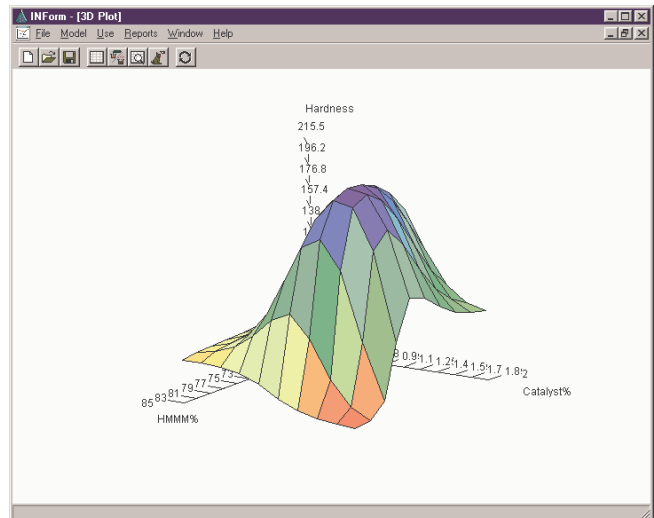 INForm - [3D Plot]
File Model Use Reports Window Help
Hardness
215.5
196.2
176.8
157.4
138
0.9 1.1 1.2 1.4 1.5 1.7 1.8 2
85 83 81 79 77 75 73
HMMM%
Catalyst%